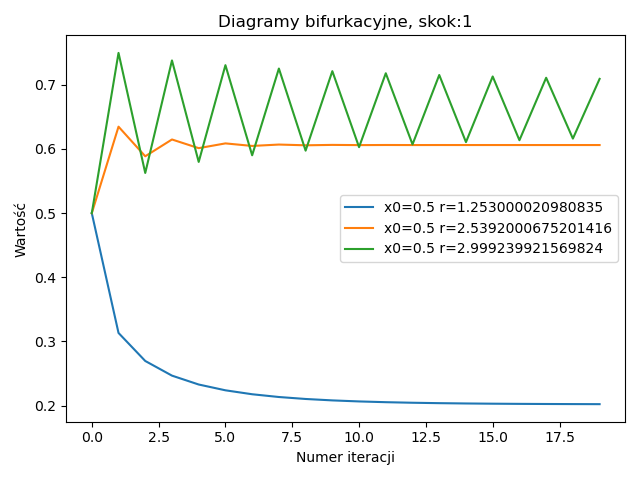 Diagramy bifurkacyjne, skok:1
Wartość
0.7
0.6
0.5
0.4
0.3
0.2
x0=0.5 r=1.253000020980835
x0=0.5 r=2.5392000675201416
x0=0.5 r=2.999239921569824
0.0 2.5 5.0 7.5 10.0 12.5 15.0 17.5
Numer iteracji